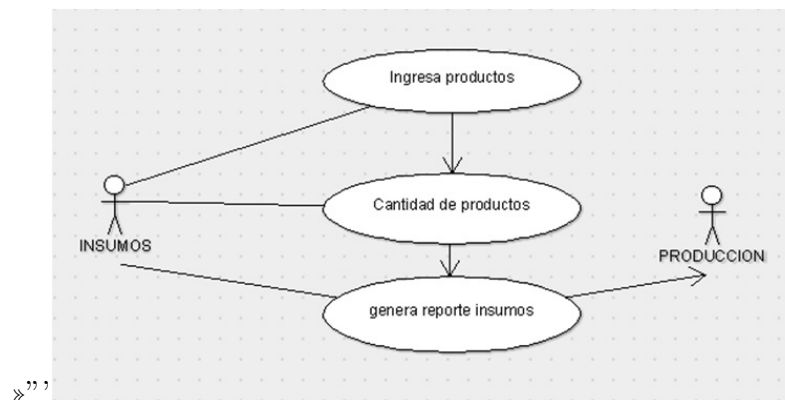 Ingresa productos
Cantidad de productos
INSUMOS
PRODUCCION
genera reporte insumos
»”’